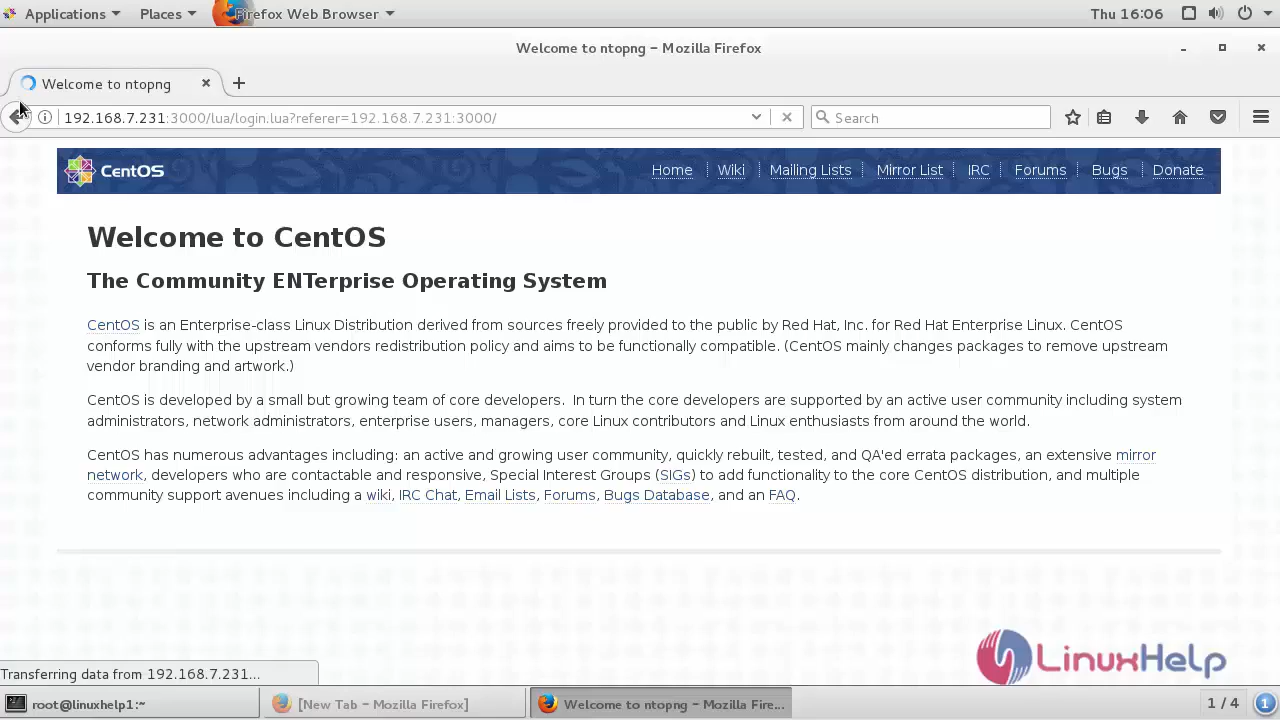 Applications Places Firefox Web Browser Thu 16:06
Welcome to ntopng – Mozilla Firefox
Welcome to ntopng
192.168.7.231:3000/lua/login.lua?referer=192.168.7.231:3000/ Search
CentOS Home Wiki Mailing Lists Mirror List IRC Forums Bugs Donate
Welcome to CentOS
The Community ENTerprise Operating System
CentOS is an Enterprise-class Linux Distribution derived from sources freely provided to the public by Red Hat, Inc. for Red Hat Enterprise Linux. CentOS
conforms fully with the upstream vendors redistribution policy and aims to be functionally compatible. (CentOS mainly changes packages to remove upstream
vendor branding and artwork.)
CentOS is developed by a small but growing team of core developers. In turn the core developers are supported by an active user community including system
administrators, network administrators, enterprise users, managers, core Linux contributors and Linux enthusiasts from around the world.
CentOS has numerous advantages including: an active and growing user community, quickly rebuilt, tested, and QA'ed errata packages, an extensive mirror
network, developers who are contactable and responsive, Special Interest Groups (SIGs) to add functionality to the core CentOS distribution, and multiple
community support avenues including a wiki, IRC Chat, Email Lists, Forums, Bugs Database, and an FAQ.
LinuxHelp
Transferring data from 192.168.7.231...
root@linuxhelp1:~ [New Tab – Mozilla Firefox] Welcome to ntopng – Mozilla Fire... 1 / 4 1